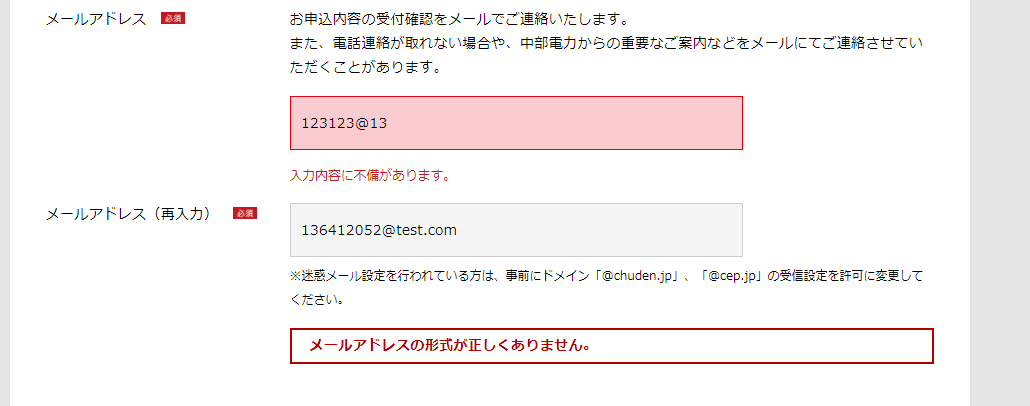 メールアドレス 必須
お申込内容の受付確認をメールでご連絡いたします。
また、電話連絡が取れない場合や、中部電力からの重要なご案内などをメールにてご連絡させてい
ただくことがあります。
123123@13
入力内容に不備があります。
メールアドレス（再入力） 必須
136412052@test.com
※迷惑メール設定を行われている方は、事前にドメイン「@chuden.jp」、「@cep.jp」の受信設定を許可に変更して
ください。
メールアドレスの形式が正しくありません。